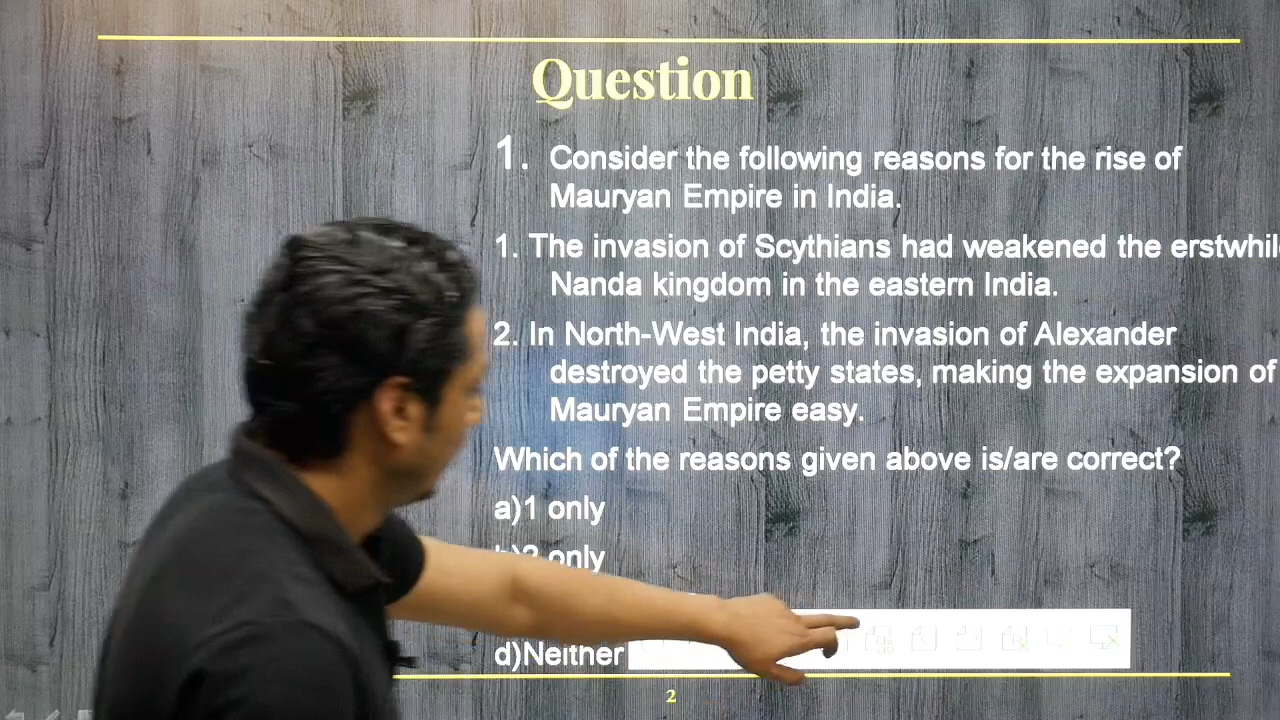 Question
1. Consider the following reasons for the rise of
Mauryan Empire in India.
1. The invasion of Scythians had weakened the
Nanda kingdom in the eastern India.
2. In North-West India, the invasion of Alexander
destroyed the petty states, making the expansion of
Mauryan Empire easy.
Which of the reasons given above is/are correct?
a)1 only
only
d)Neither
2